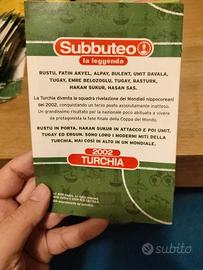 Subbuteo
la leggenda
RUSTU, FATIH AKYEL, ALPAY, BULENT, UMIT DAVALA,
TUGAY, EMRE BELOZOGLU, TUGAY, BASTURK,
HAKAN SUKUR, HASAN SAS.
La Turchia diventa la squadra rivelazione dei Mondiali nippocoreani
del 2002, conquistando un terzo posto assolutamente inatteso.
Un grandissimo risultato per la nazionale poco abituata a vivere
da protagonista la fase finale della Coppa del Mondo.
RUSTU IN PORTA, HAKAN SUKUR IN ATTACCO E POI UMIT,
TUGAY ED ERGUN. SONO LORO I MODERNI MITI DELLA
TURCHIA, MAI COSÌ IN ALTO IN UN MONDIALE.
2002
TURCHIA
subito